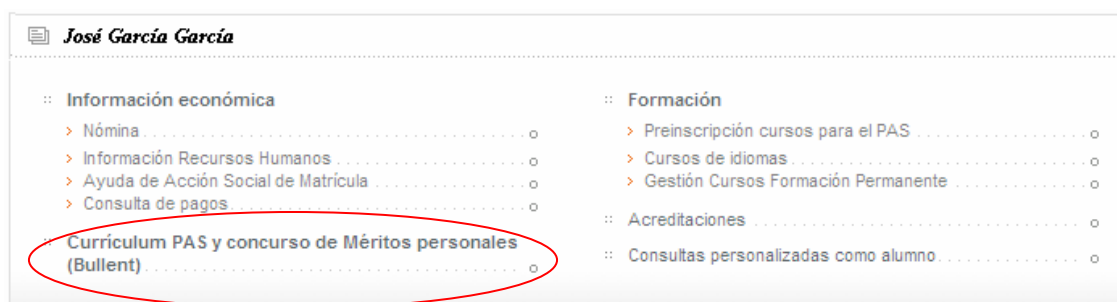 José García García
Información económica
Nómina
Información Recursos Humanos
Ayuda de Acción Social de Matrícula
Consulta de pagos
Currículum PAS y concurso de Méritos personales
(Bullent)
Formación
Preinscripción cursos para el PAS
Cursos de idiomas
Gestión Cursos Formación Permanente
Acreditaciones
Consultas personalizadas como alumno